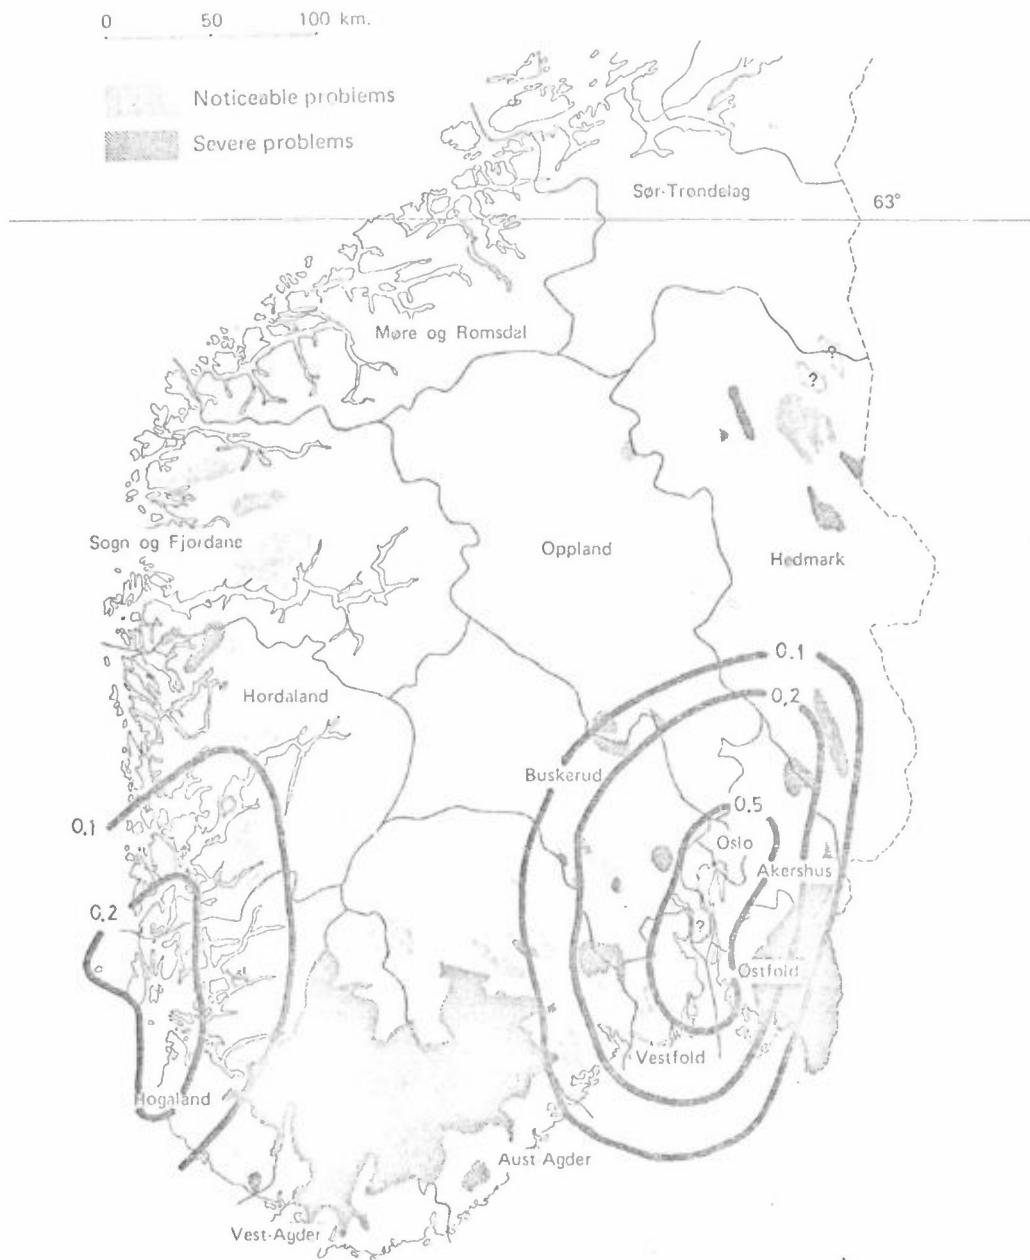 0 50 100 km.
Noticeable problems
Severe problems
Sør-Trøndelag
63°
Møre og Romsdal
?
?
Sogn og Fjordane
Oppland
Hedmark
0.1
Hordaland
0,2
Buskerud
0,1
0.5
Oslo
Akershus
0,2
?
Østfold
Vestfold
Hogaland
Aust Agder
Vest-Agder